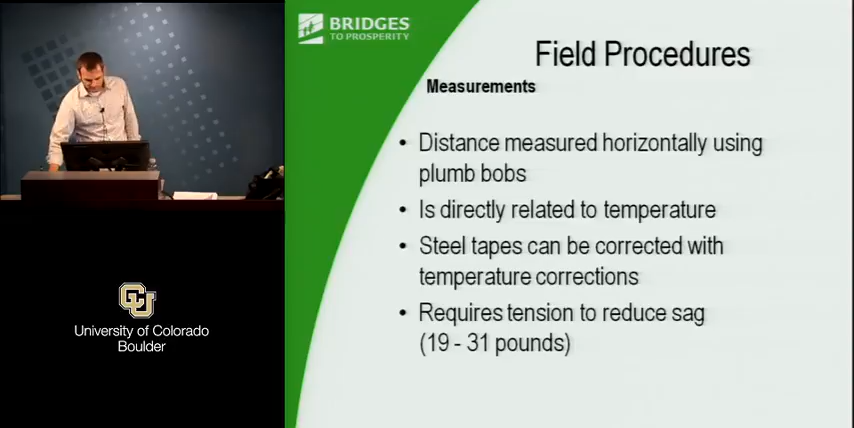 BRIDGES
TO PROSPERITY
Field Procedures
Measurements
• Distance measured horizontally using
plumb bobs
• Is directly related to temperature
• Steel tapes can be corrected with
temperature corrections
• Requires tension to reduce sag
(19 - 31 pounds)
CU
University of Colorado
Boulder